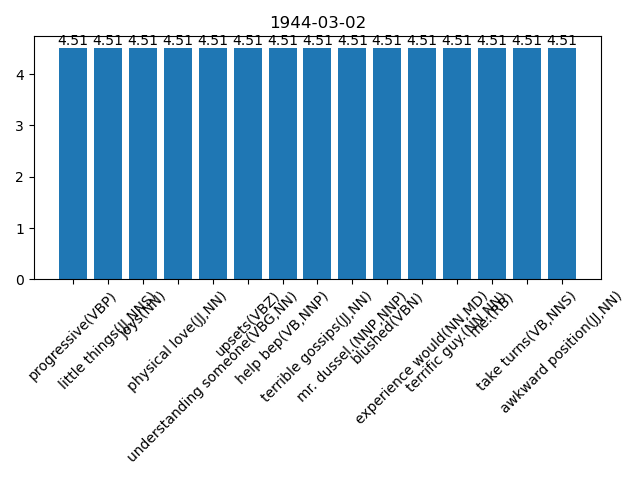 1944-03-02
4.51 4.51 4.51 4.51 4.51 4.51 4.51 4.51 4.51 4.51 4.51 4.51 4.51 4.51 4.51
4
3
2
1
0
progressive(VBP)
little things(JJ,NNS)
joys(NN)
physical love(JJ,NN)
understanding someone(VBG,NN)
upsets(VBZ)
help bep(VB,NNP)
terrible gossips(JJ,NN)
mr. dussel.(NNP,NNP)
blushed(VBN)
experience would(NN,MD)
terrific guy.(NN,NN)
take turns(VB,NNS)
awkward position(JJ,NN)